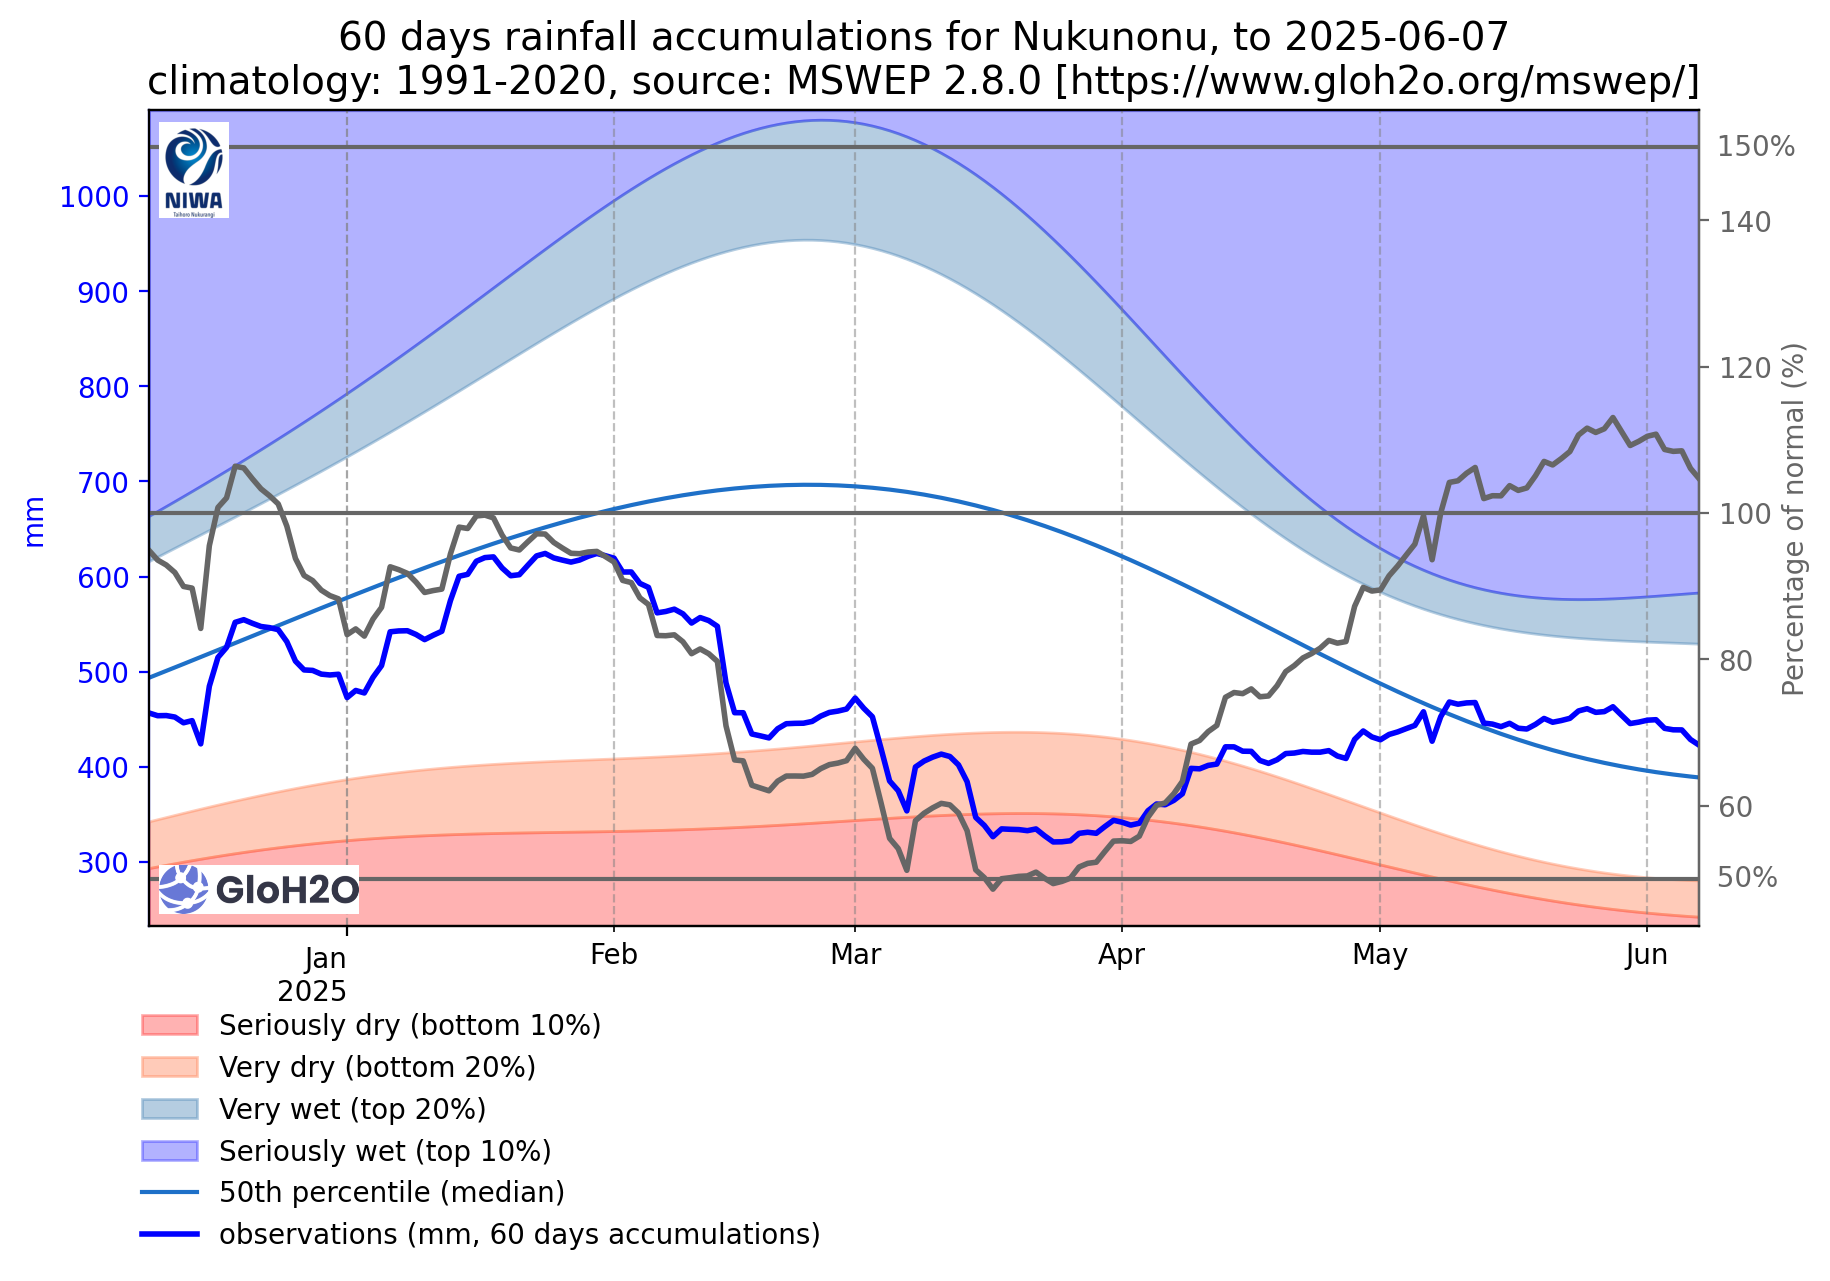 60 days rainfall accumulations for Nukunonu, to 2025-06-07
climatology: 1991-2020, source: MSWEP 2.8.0 [https://www.gloh2o.org/mswep/]
NIWA
Taihoro Nukurangi
150%
1000
140
900
120
800
700
100
600
80
500
400
60
300
50%
mm
Percentage of normal (%)
GloH2O
Jan
2025
Feb
Mar
Apr
May
Jun
Seriously dry (bottom 10%)
Very dry (bottom 20%)
Very wet (top 20%)
Seriously wet (top 10%)
50th percentile (median)
observations (mm, 60 days accumulations)